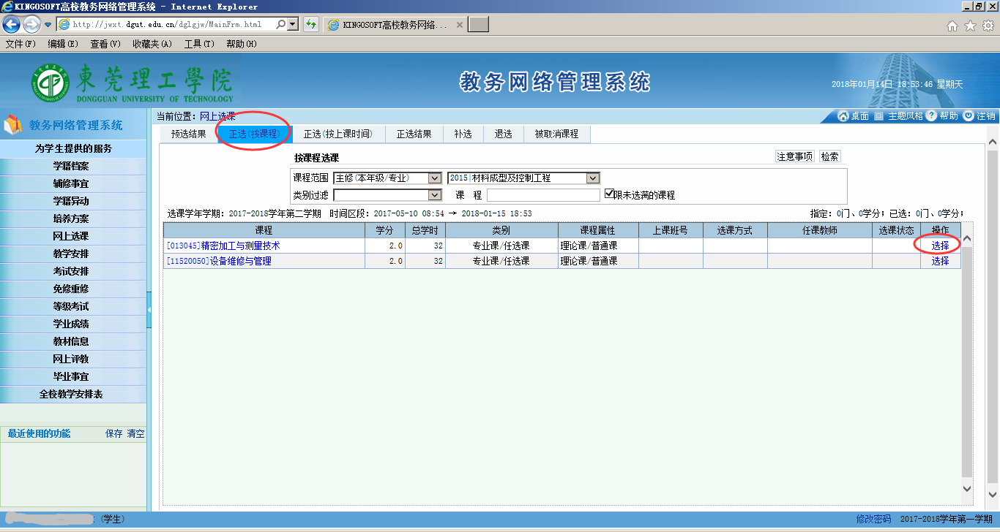 KINGOSOFT高校教务网络管理系统 - Internet Explorer
http://jwxt.dgut.edu.cn/dglgjw/MainFrm.html
KINGOSOFT高校教务网络...
文件(F) 编辑(E) 查看(V) 收藏夹(A) 工具(T) 帮助(H)
東莞理工學院
DONGGUAN UNIVERSITY OF TECHNOLOGY
教务网络管理系统
2018年01月14日 18:53:46 星期天
教务网络管理系统
当前位置：网上选课
桌面 主题风格 帮助 注销
预选结果 正选(按课程) 正选(按上课时间) 正选结果 补选 退选 被取消课程
为学生提供的服务
学籍档案
辅修事宜
学籍异动
培养方案
网上选课
教学安排
考试安排
免修重修
等级考试
学业成绩
教材信息
网上评教
毕业事宜
全校教学安排表
最近使用的功能 保存 清空
按课程选课 注意事项 检索
课程范围 主修(本年级/专业) 2015|材料成型及控制工程
类别过滤 课 程 限未选满的课程
选课学年学期：2017-2018学年第二学期 时间区段：2017-05-10 08:54 → 2018-01-15 18:53 指定：0门、0学分；已选：0门、0学分；
课程 学分 总学时 类别 课程属性 上课班号 选课方式 任课教师 选课状态 操作
[013045]精密加工与测量技术 2.0 32 专业课/任选课 理论课/普通课 选择
[11520050]设备维修与管理 2.0 32 专业课/任选课 理论课/普通课 选择
(学生) 修改密码 2017-2018学年第一学期